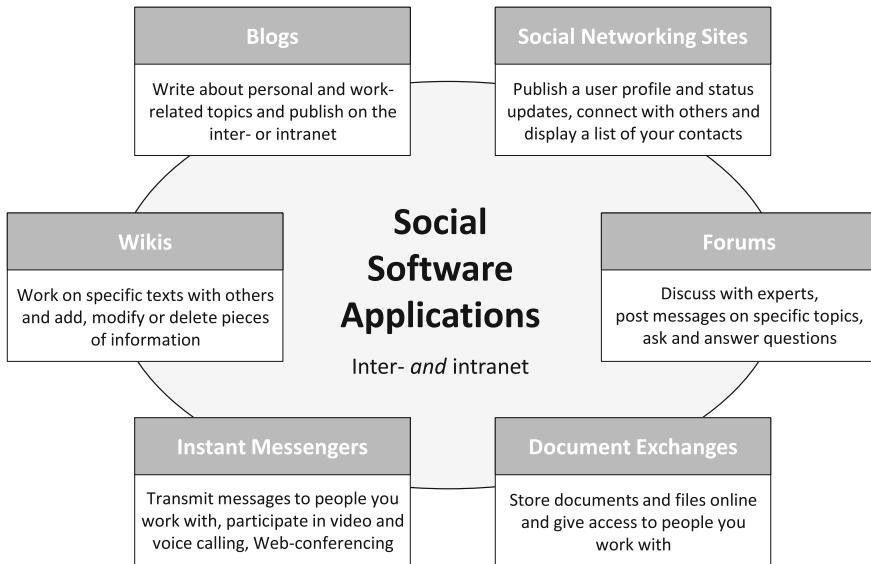 Blogs
Write about personal and work-
related topics and publish on the
inter- or intranet
Social Networking Sites
Publish a user profile and status
updates, connect with others and
display a list of your contacts
Social
Software
Applications
Inter- and intranet
Wikis
Work on specific texts with others
and add, modify or delete pieces
of information
Forums
Discuss with experts,
post messages on specific topics,
ask and answer questions
Instant Messengers
Transmit messages to people you
work with, participate in video and
voice calling, Web-conferencing
Document Exchanges
Store documents and files online
and give access to people you
work with